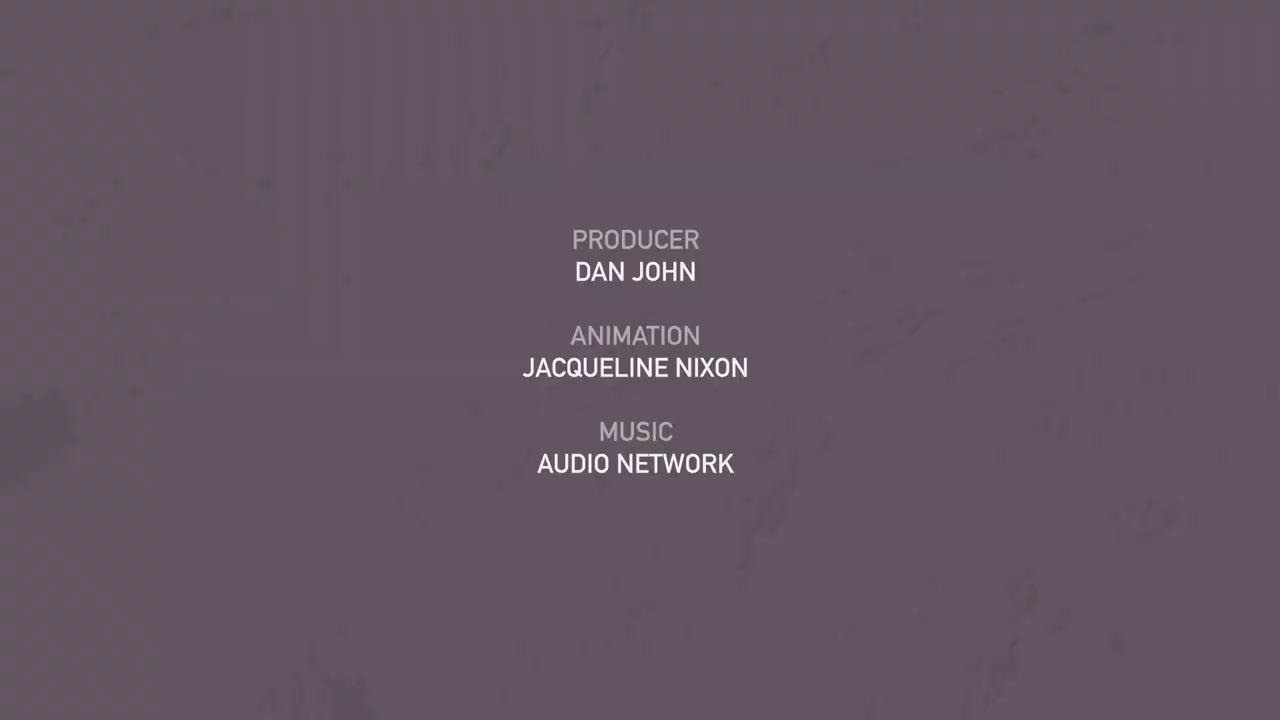 PRODUCER
DAN JOHN
ANIMATION
JACQUELINE NIXON
MUSIC
AUDIO NETWORK